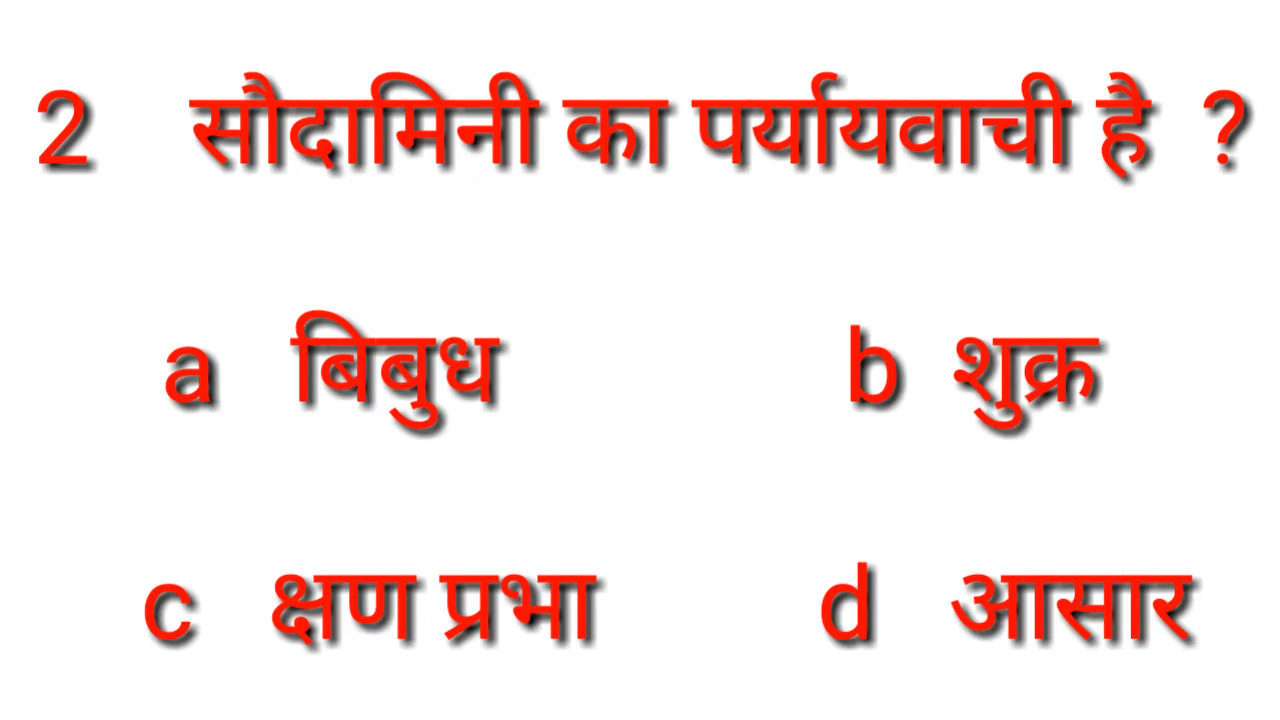 2 सौदामिनी का पर्यायवाची है ?
a बिबुध b शुक्र
c क्षण प्रभा d आसार